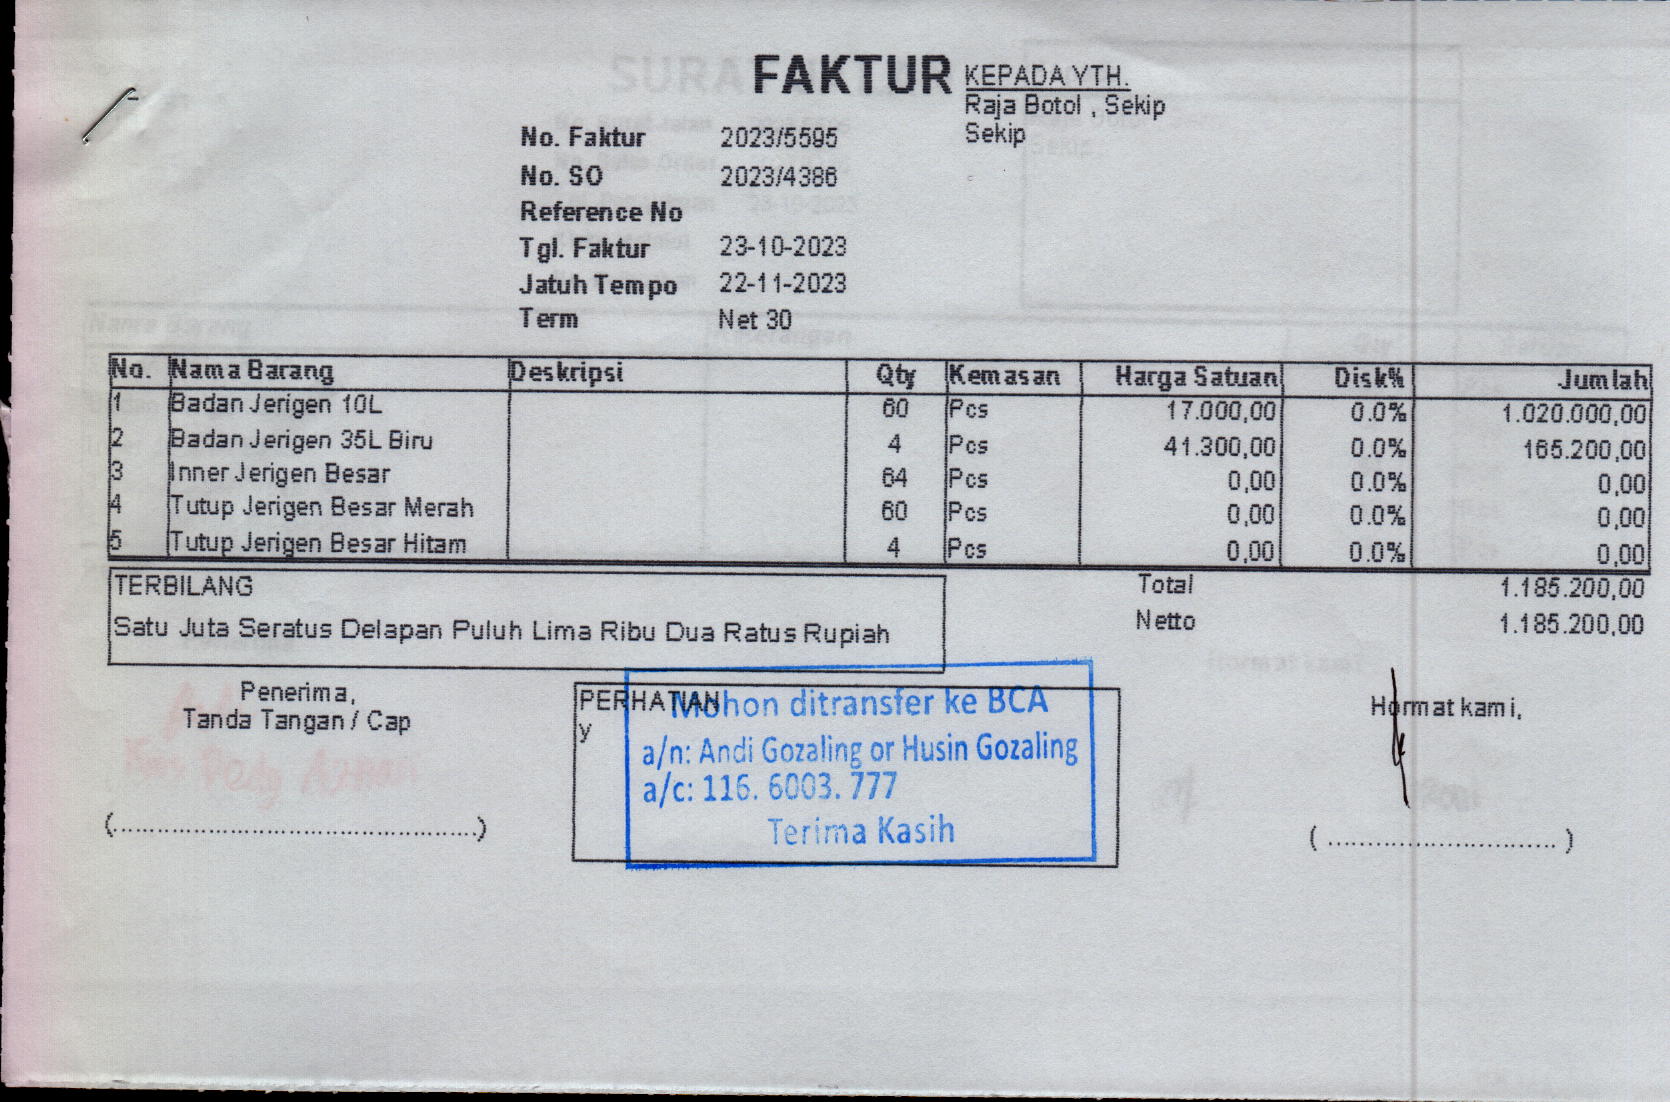 FAKTUR
KEPADA YTH.
Raja Botol , Sekip
Sekip
No. Faktur 2023/5595
No. SO 2023/4386
Reference No
Tgl. Faktur 23-10-2023
Jatuh Tempo 22-11-2023
Term Net 30
No. Nama Barang Deskripsi Qty Kemasan Harga Satuan Disk% Jumlah
1 Badan Jerigen 10L 60 Pcs 17.000,00 0.0% 1.020.000,00
2 Badan Jerigen 35L Biru 4 Pcs 41.300,00 0.0% 165.200,00
3 Inner Jerigen Besar 64 Pcs 0,00 0.0% 0,00
4 Tutup Jerigen Besar Merah 60 Pcs 0,00 0.0% 0,00
5 Tutup Jerigen Besar Hitam 4 Pcs 0,00 0.0% 0,00
TERBILANG
Satu Juta Seratus Delapan Puluh Lima Ribu Dua Ratus Rupiah
Total 1.185.200,00
Netto 1.185.200,00
Penerima,
Tanda Tangan / Cap
(................................................)
PERHATIAN
y
Mohon ditransfer ke BCA
a/n: Andi Gozaling or Husin Gozaling
a/c: 116. 6003. 777
Terima Kasih
Hormat kami,
( .............................. )